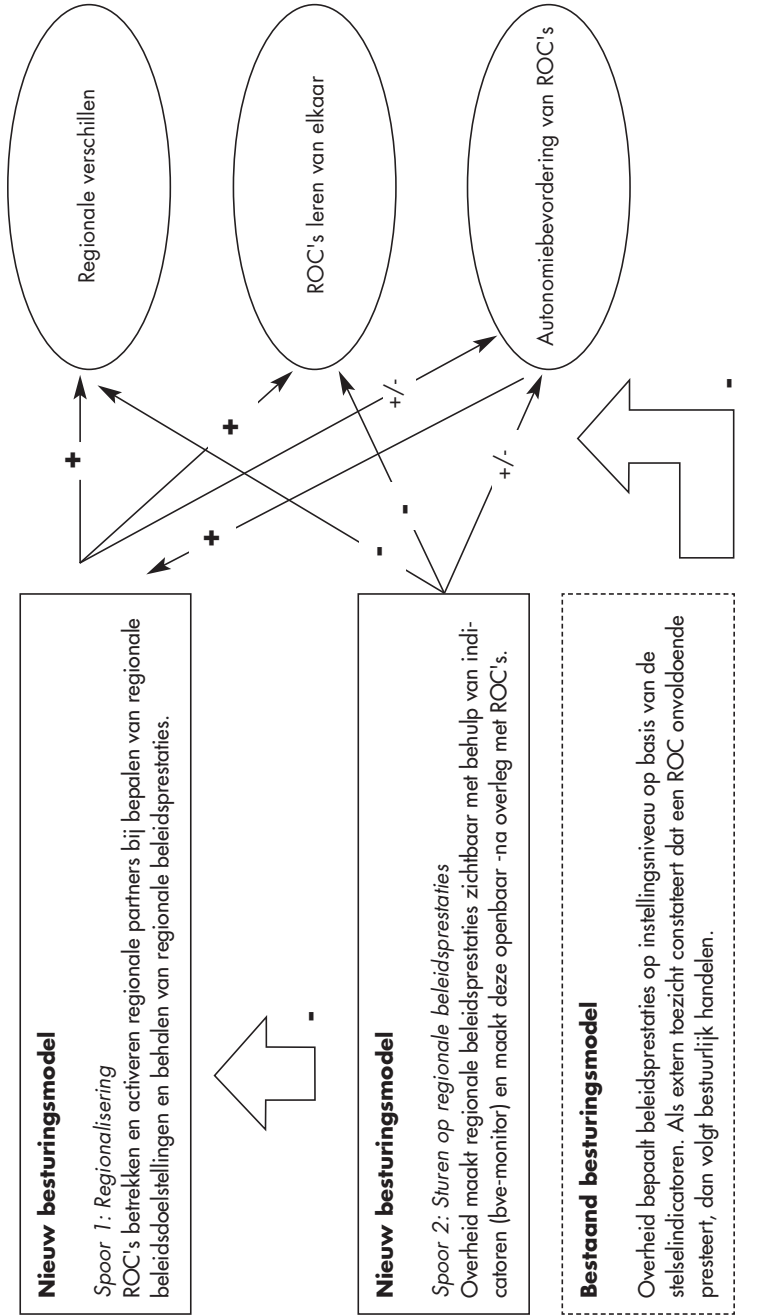 Nieuw besturingsmodel
Spoor 1: Regionalisering
ROC's betrekken en activeren regionale partners bij bepalen van regionale
beleidsdoelstellingen en behalen van regionale beleidsprestaties.
-
Nieuw besturingsmodel
Spoor 2: Sturen op regionale beleidsprestaties
Overheid maakt regionale beleidsprestaties zichtbaar met behulp van indi-
catoren (bve-monitor) en maakt deze openbaar -na overleg met ROC's.
Bestaand besturingsmodel
Overheid bepaalt beleidsprestaties op instellingsniveau op basis van de
stelselindicatoren. Als extern toezicht constateert dat een ROC onvoldoende
presteert, dan volgt bestuurlijk handelen.
+
+
+/-
+
-
-
+/-
-
Regionale verschillen
ROC's leren van elkaar
Autonomiebevordering van ROC's